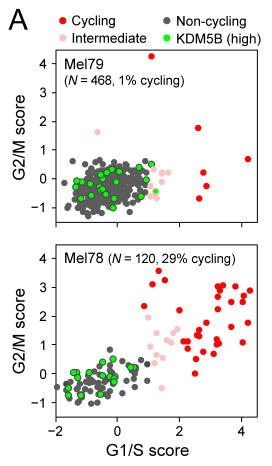 A
Cycling
Non-cycling
Intermediate
KDM5B (high)
Mel79
(N = 468, 1% cycling)
G2/M score
4
3
2
1
0
−1
Mel78 (N = 120, 29% cycling)
G2/M score
4
3
2
1
0
−1
−2
0
2
4
G1/S score